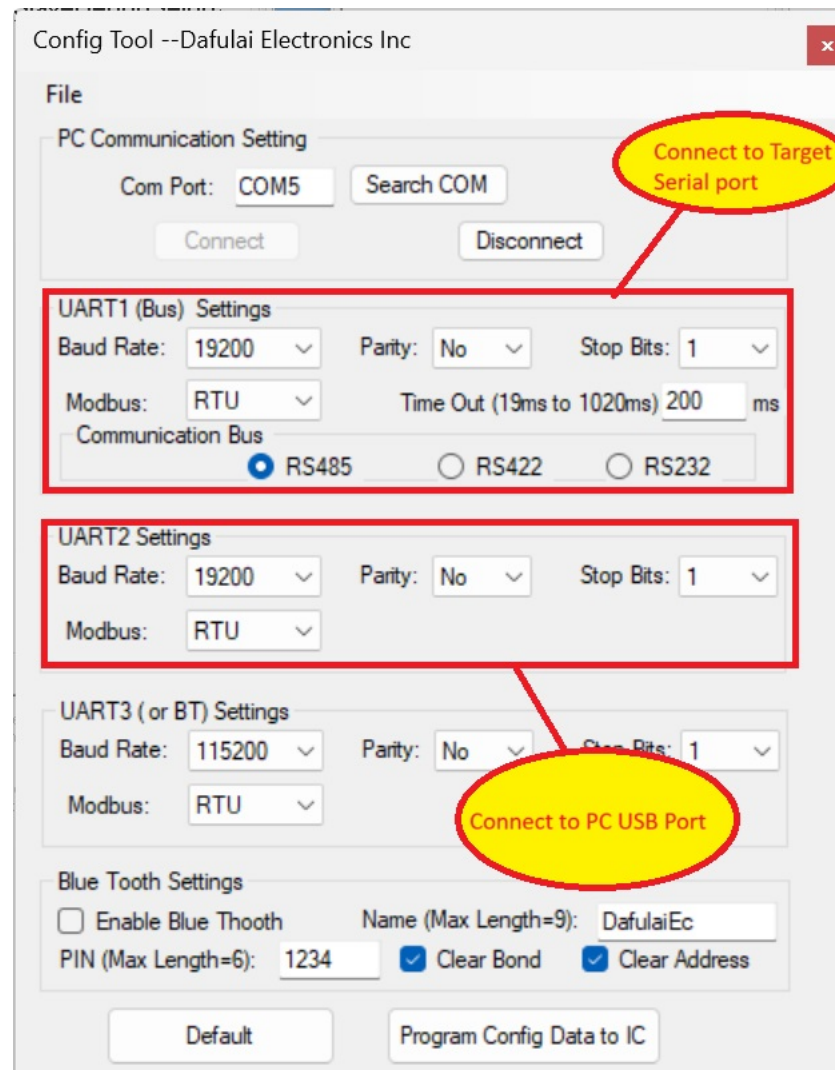 Config Tool --Dafulai Electronics Inc
x
File
PC Communication Setting
Connect to Target
Serial port
Com Port: COM5 Search COM
Connect Disconnect
UART1 (Bus) Settings
Baud Rate: 19200 Parity: No Stop Bits: 1
Modbus: RTU Time Out (19ms to 1020ms) 200 ms
Communication Bus
RS485 RS422 RS232
UART2 Settings
Baud Rate: 19200 Parity: No Stop Bits: 1
Modbus: RTU
UART3 ( or BT) Settings
Baud Rate: 115200 Parity: No Stop Bits: 1
Modbus: RTU
Connect to PC USB Port
Blue Tooth Settings
Enable Blue Thooth Name (Max Length=9): DafulaiEc
PIN (Max Length=6): 1234 Clear Bond Clear Address
Default Program Config Data to IC